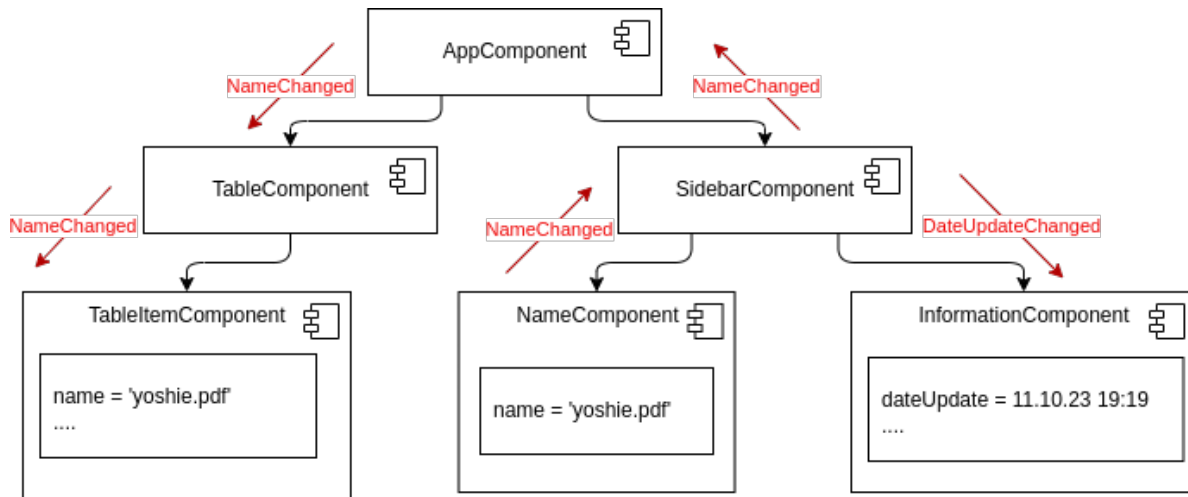 AppComponent
NameChanged
NameChanged
TableComponent
SidebarComponent
NameChanged
NameChanged
DateUpdateChanged
TableItemComponent
NameComponent
InformationComponent
name = 'yoshie.pdf'
....
name = 'yoshie.pdf'
dateUpdate = 11.10.23 19:19
....